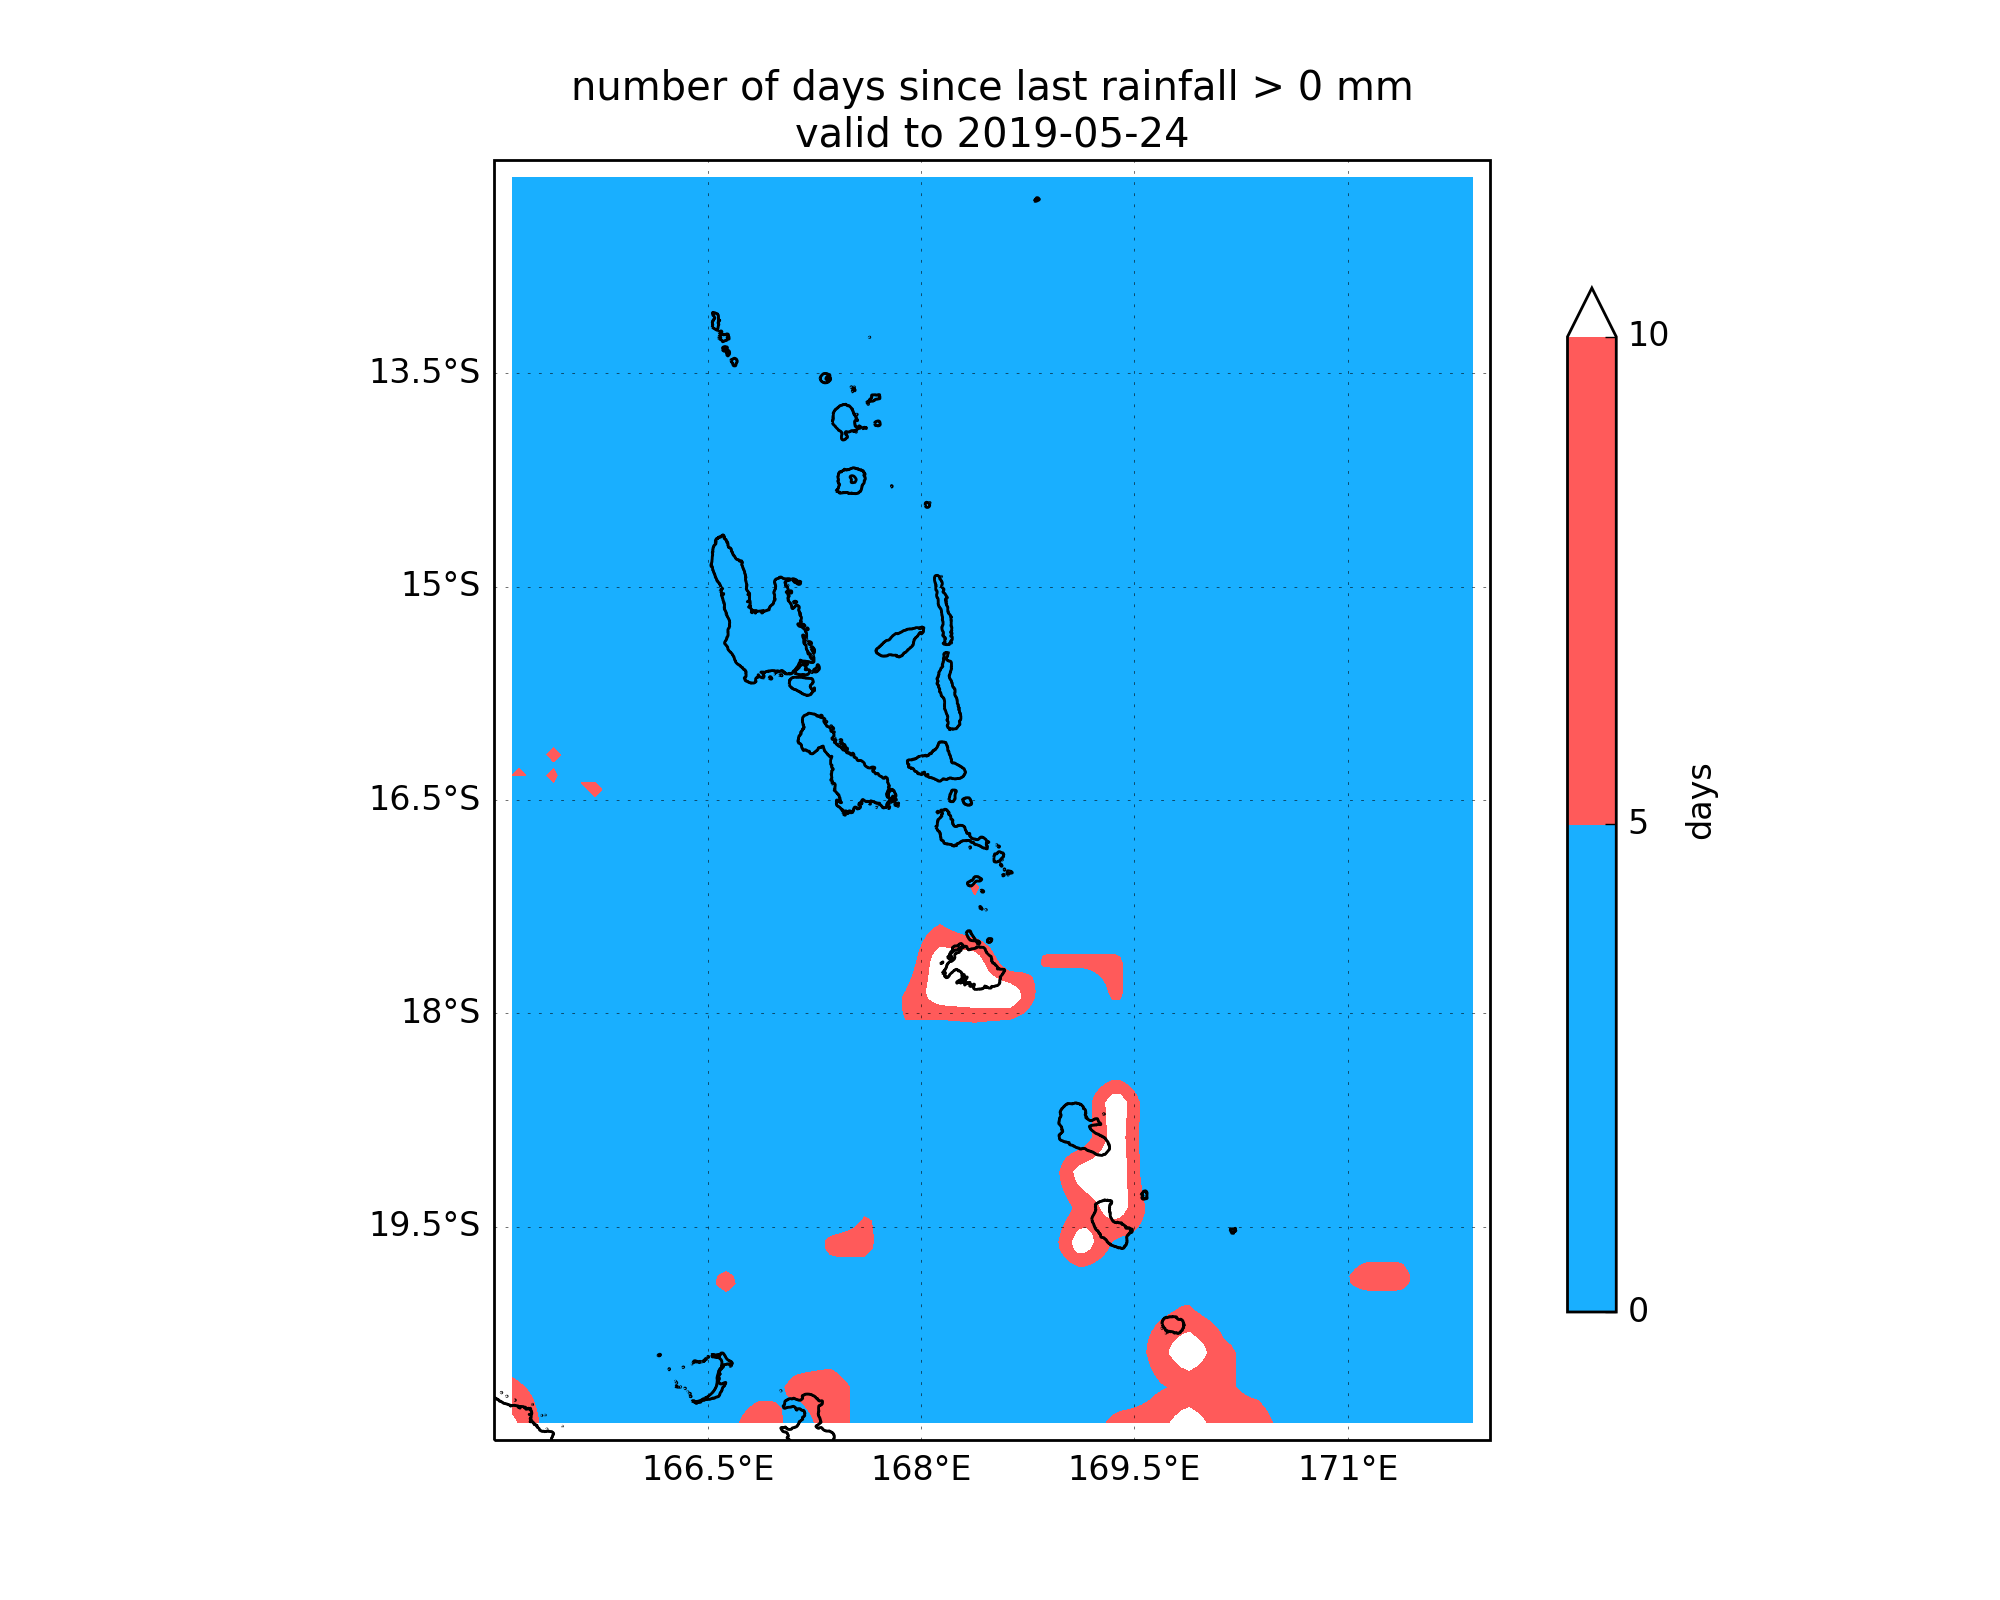 number of days since last rainfall > 0 mm
valid to 2019-05-24
13.5°S
15°S
16.5°S
18°S
19.5°S
166.5°E
168°E
169.5°E
171°E
10
5
0
days